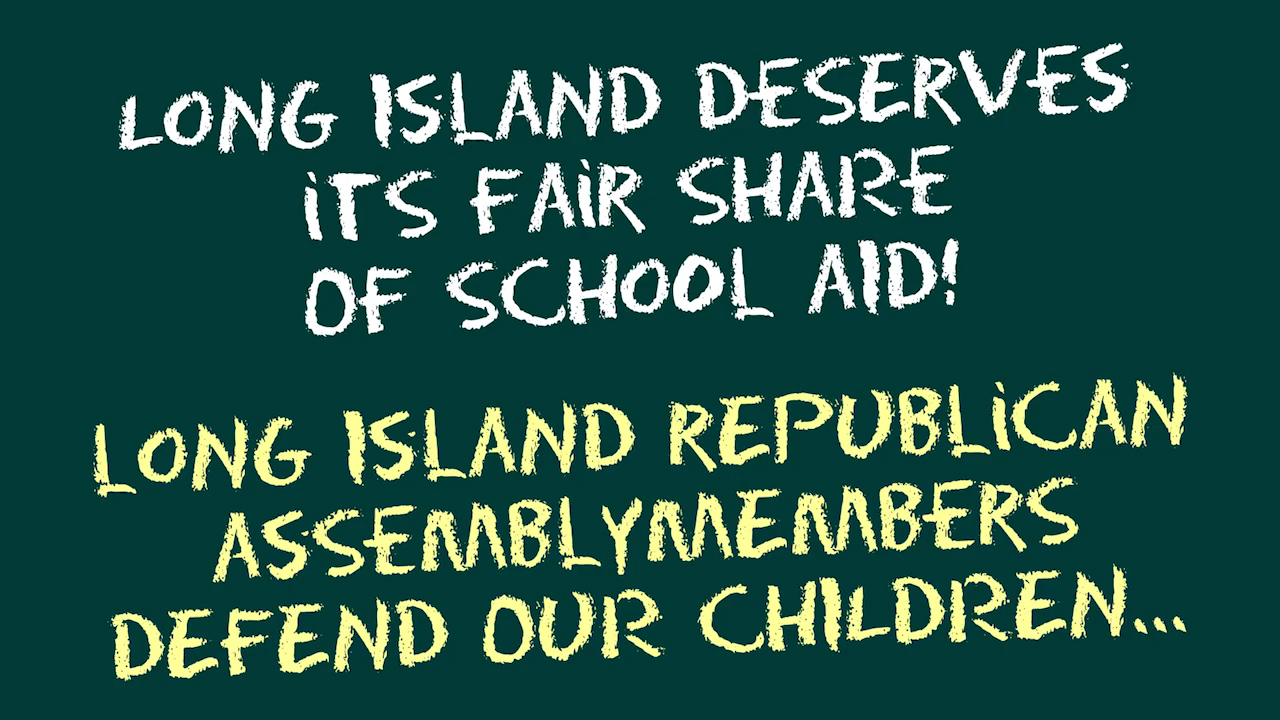 LONG ISLAND DESERVES
ITS FAIR SHARE
OF SCHOOL AID!
LONG ISLAND REPUBLICAN
ASSEMBLYMEMBERS
DEFEND OUR CHILDREN...